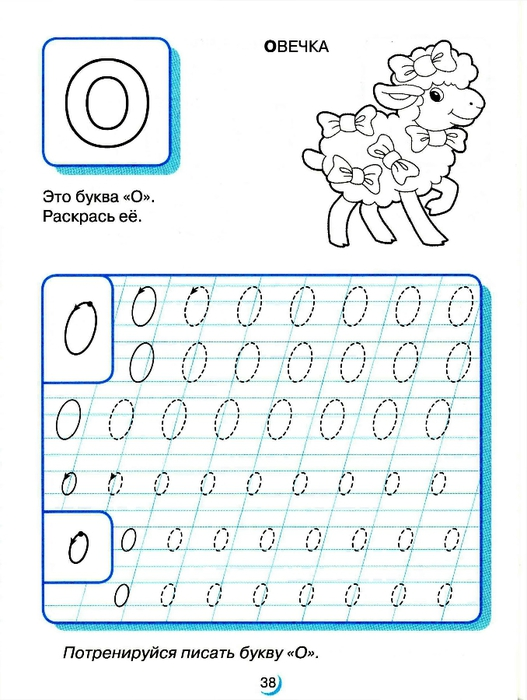 О
ОВЕЧКА
Это буква «О».
Раскрась её.
Потренируйся писать букву «О».
38